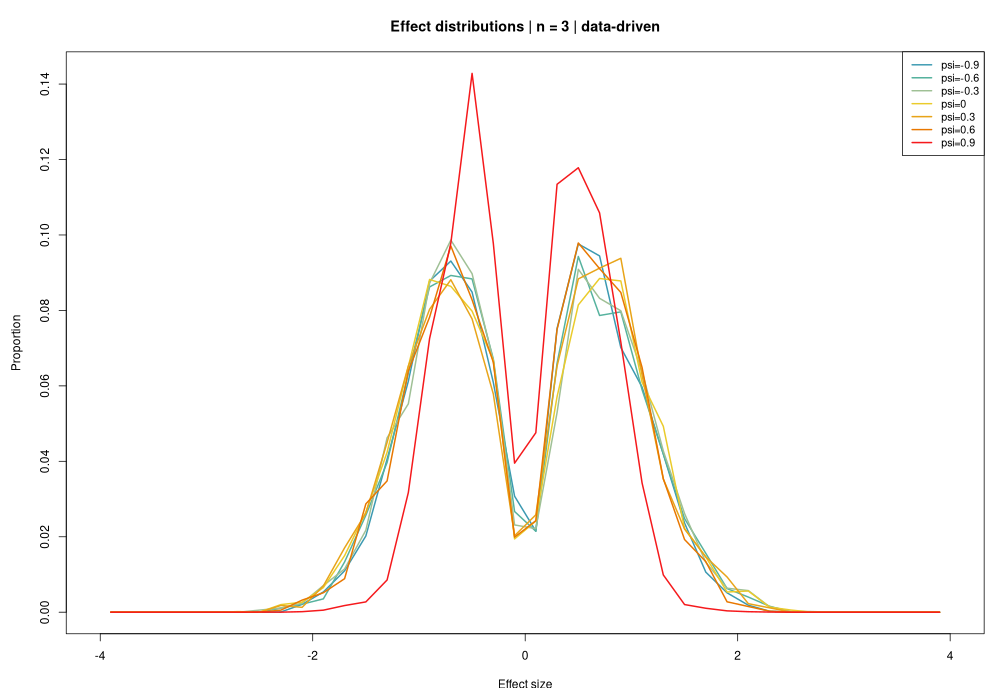 Effect distributions | n = 3 | data-driven
psi=-0.9
psi=-0.6
psi=-0.3
psi=0
psi=0.3
psi=0.6
psi=0.9
Proportion
0.14
0.12
0.10
0.08
0.06
0.04
0.02
0.00
-4 -2 0 2 4
Effect size